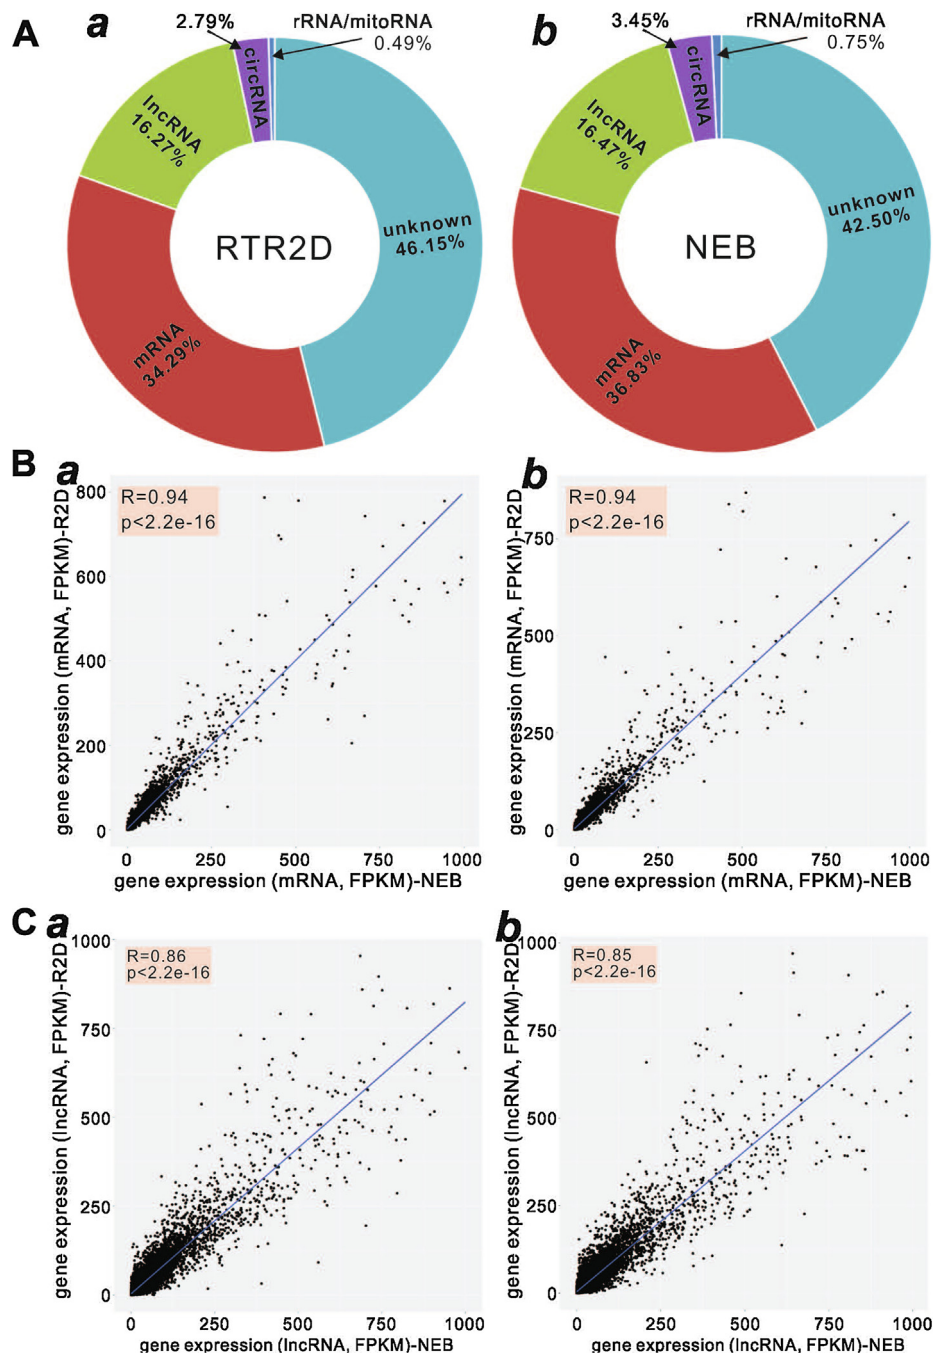 A
a
2.79%
rRNA/mitoRNA
0.49%
circRNA
lncRNA
16.27%
unknown
46.15%
RTR2D
mRNA
34.29%
b
3.45%
rRNA/mitoRNA
0.75%
circRNA
lncRNA
16.47%
unknown
42.50%
NEB
mRNA
36.83%
B
a
R=0.94
p<2.2e-16
gene expression (mRNA, FPKM)-R2D
800
600
400
200
0
0 250 500 750 1000
gene expression (mRNA, FPKM)-NEB
b
R=0.94
p<2.2e-16
gene expression (mRNA, FPKM)-R2D
750
500
250
0
0 250 500 750 1000
gene expression (mRNA, FPKM)-NEB
C
a
R=0.86
p<2.2e-16
gene expression (lncRNA, FPKM)-R2D
1000
750
500
250
0
0 250 500 750 1000
gene expression (lncRNA, FPKM)-NEB
b
R=0.85
p<2.2e-16
gene expression (lncRNA, FPKM)-R2D
1000
750
500
250
0
0 250 500 750 1000
gene expression (lncRNA, FPKM)-NEB